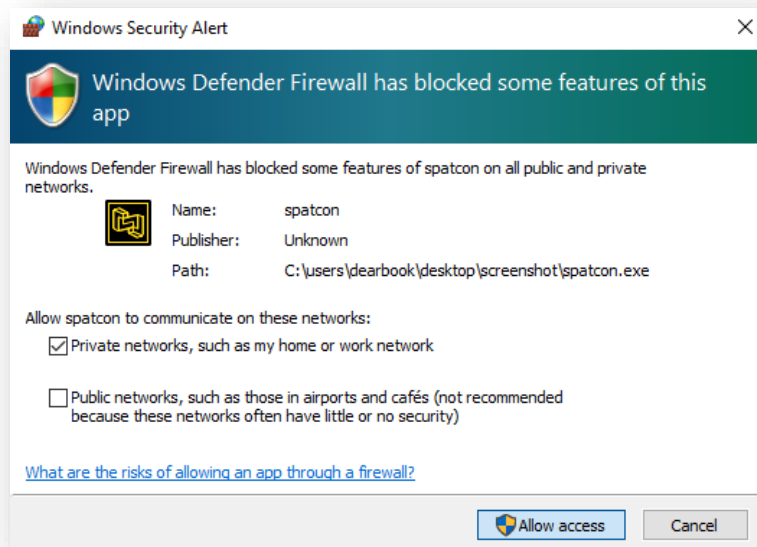 Windows Security Alert
Windows Defender Firewall has blocked some features of this
app
Windows Defender Firewall has blocked some features of spatcon on all public and private
networks.
Name: spatcon
Publisher: Unknown
Path: C:\users\dearbook\desktop\screenshot\spatcon.exe
Allow spatcon to communicate on these networks:
Private networks, such as my home or work network
Public networks, such as those in airports and cafés (not recommended
because these networks often have little or no security)
What are the risks of allowing an app through a firewall?
Allow access Cancel